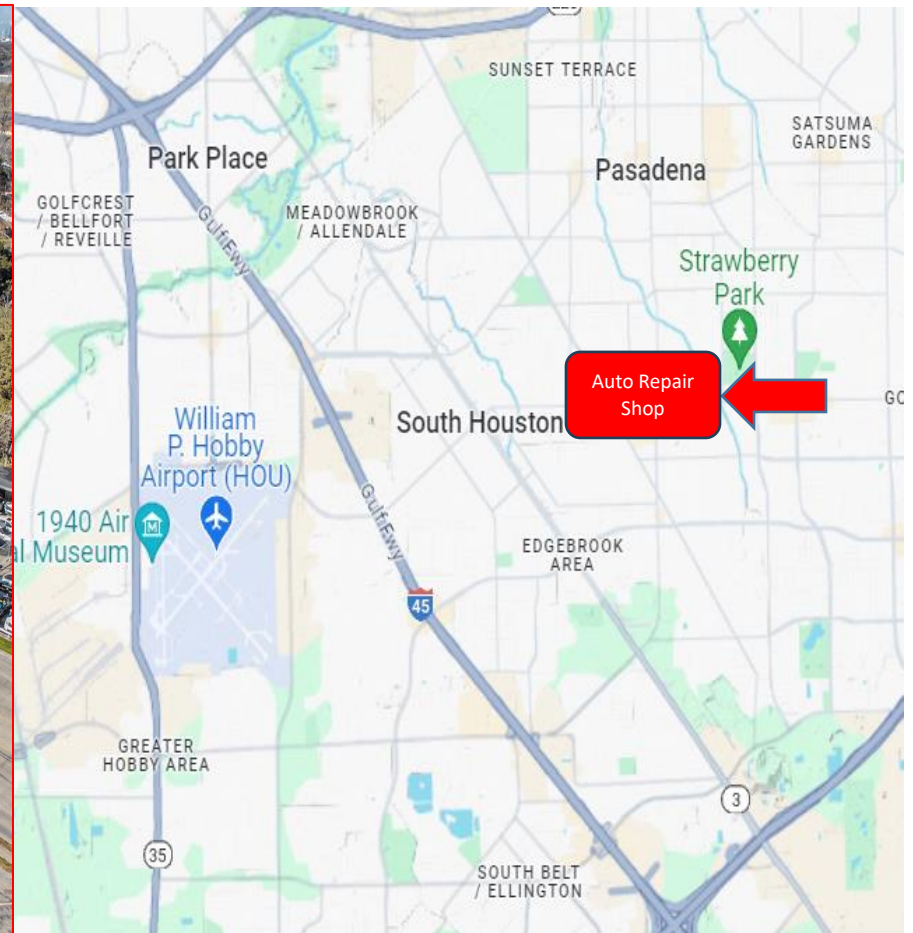 SUNSET TERRACE
SATSUMA
GARDENS
Park Place
Pasadena
GOLFCREST
/ BELLFORT
/ REVEILLE
MEADOWBROOK
/ ALLENDALE
Gulf Fwy
Strawberry
Park
Auto Repair
Shop
GO
South Houston
William
P. Hobby
Airport (HOU)
1940 Air
al Museum
Gulf Fwy
EDGEBROOK
AREA
45
GREATER
HOBBY AREA
3
35
SOUTH BELT
/ ELLINGTON